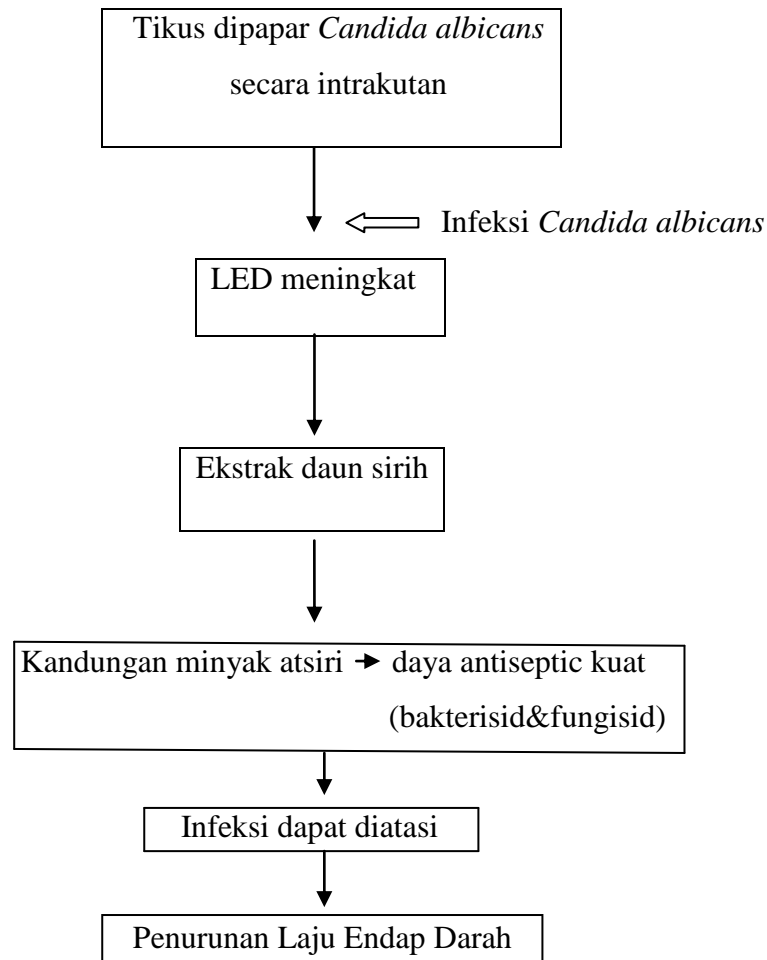 Tikus dipapar Candida albicans
secara intrakutan
Infeksi Candida albicans
LED meningkat
Ekstrak daun sirih
Kandungan minyak atsiri → daya antiseptic kuat
(bakterisid&fungisid)
Infeksi dapat diatasi
Penurunan Laju Endap Darah